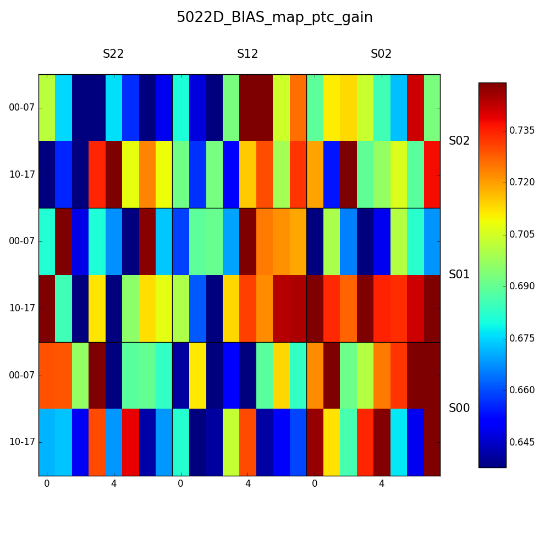 5022D_BIAS_map_ptc_gain
S22 S12 S02
00-07
10-17
S02
00-07
10-17
S01
00-07
10-17
S00
0 4 0 4 0 4
0.735
0.720
0.705
0.690
0.675
0.660
0.645